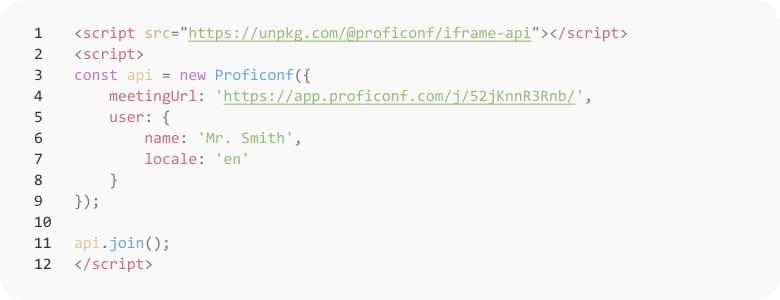 1 <script src="https://unpkg.com/@proficonf/iframe-api"></script>
2 <script>
3 const api = new Proficonf({
4     meetingUrl: 'https://app.proficonf.com/j/52jKnnR3Rnb/',
5     user: {
6         name: 'Mr. Smith',
7         locale: 'en'
8     }
9 });
10
11 api.join();
12 </script>